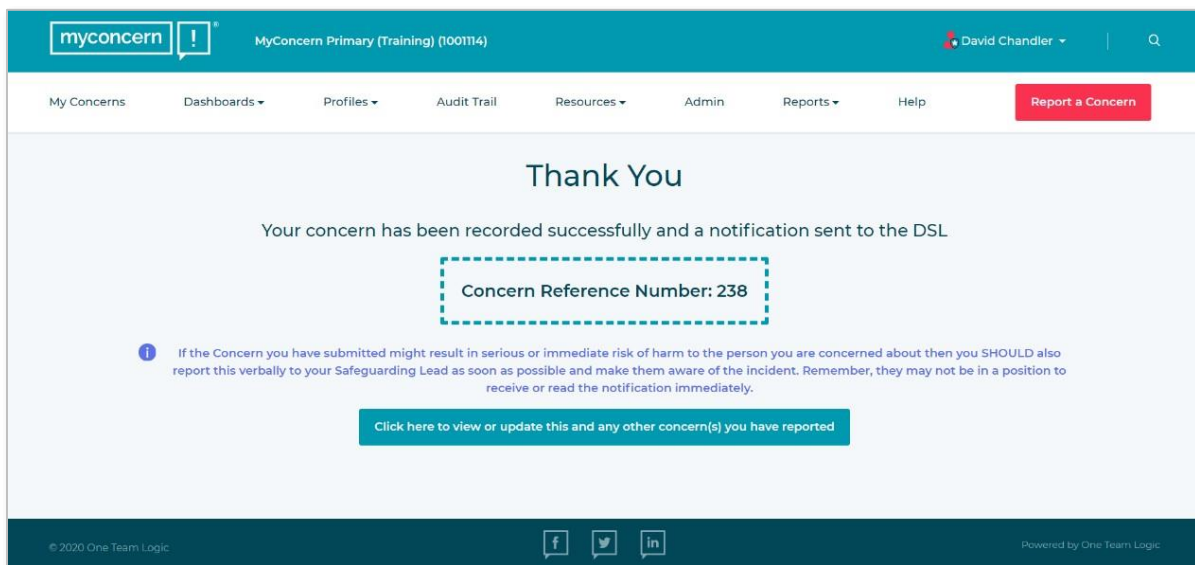 myconcern ! ®
MyConcern Primary (Training) (1001114)
David Chandler
My Concerns
Dashboards
Profiles
Audit Trail
Resources
Admin
Reports
Help
Report a Concern
Thank You
Your concern has been recorded successfully and a notification sent to the DSL
Concern Reference Number: 238
i
If the Concern you have submitted might result in serious or immediate risk of harm to the person you are concerned about then you SHOULD also
report this verbally to your Safeguarding Lead as soon as possible and make them aware of the incident. Remember, they may not be in a position to
receive or read the notification immediately.
Click here to view or update this and any other concern(s) you have reported
© 2020 One Team Logic
f
in
Powered by One Team Logic